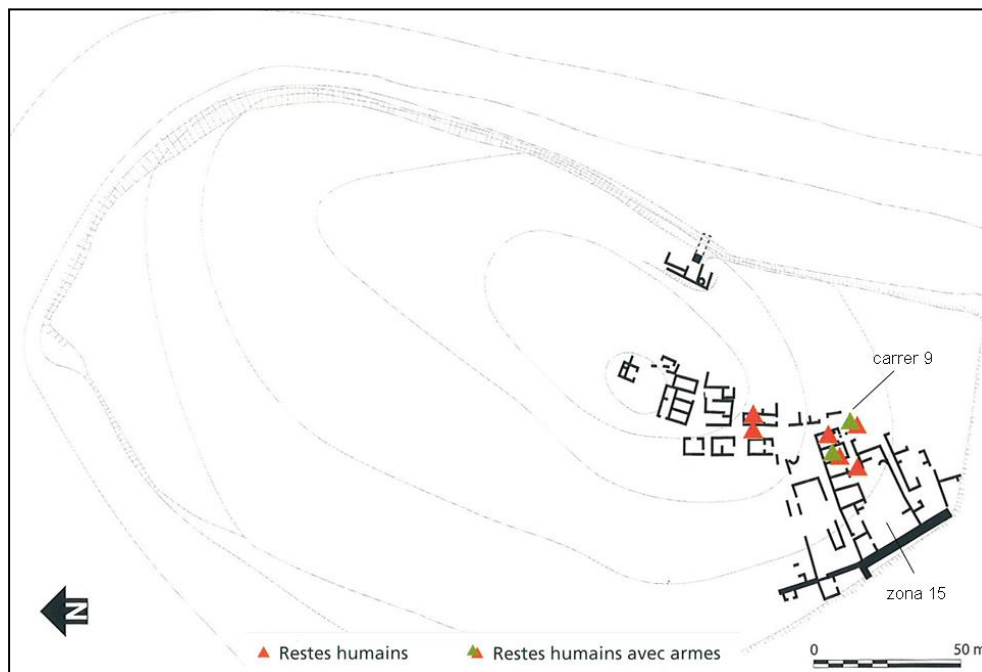 carrer 9
zona 15
N
Restes humains
Restes humains avec armes
0 50 m